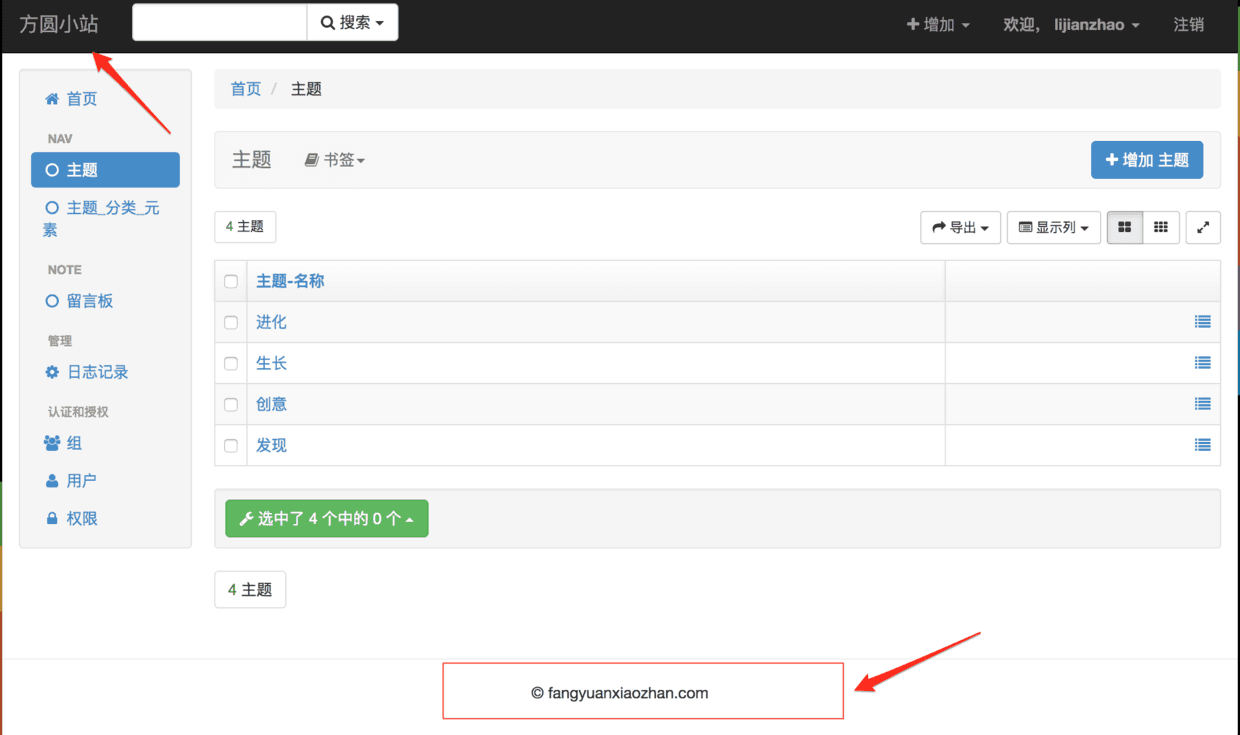 方圆小站 搜索 增加 欢迎， lijianzhao 注销
首页
NAV
主题
主题_分类_元
素
NOTE
留言板
管理
日志记录
认证和授权
组
用户
权限
首页 / 主题
主题 书签 增加 主题
4 主题 导出 显示列
主题-名称
进化
生长
创意
发现
选中了 4 个中的 0 个
4 主题
© fangyuanxiaozhan.com